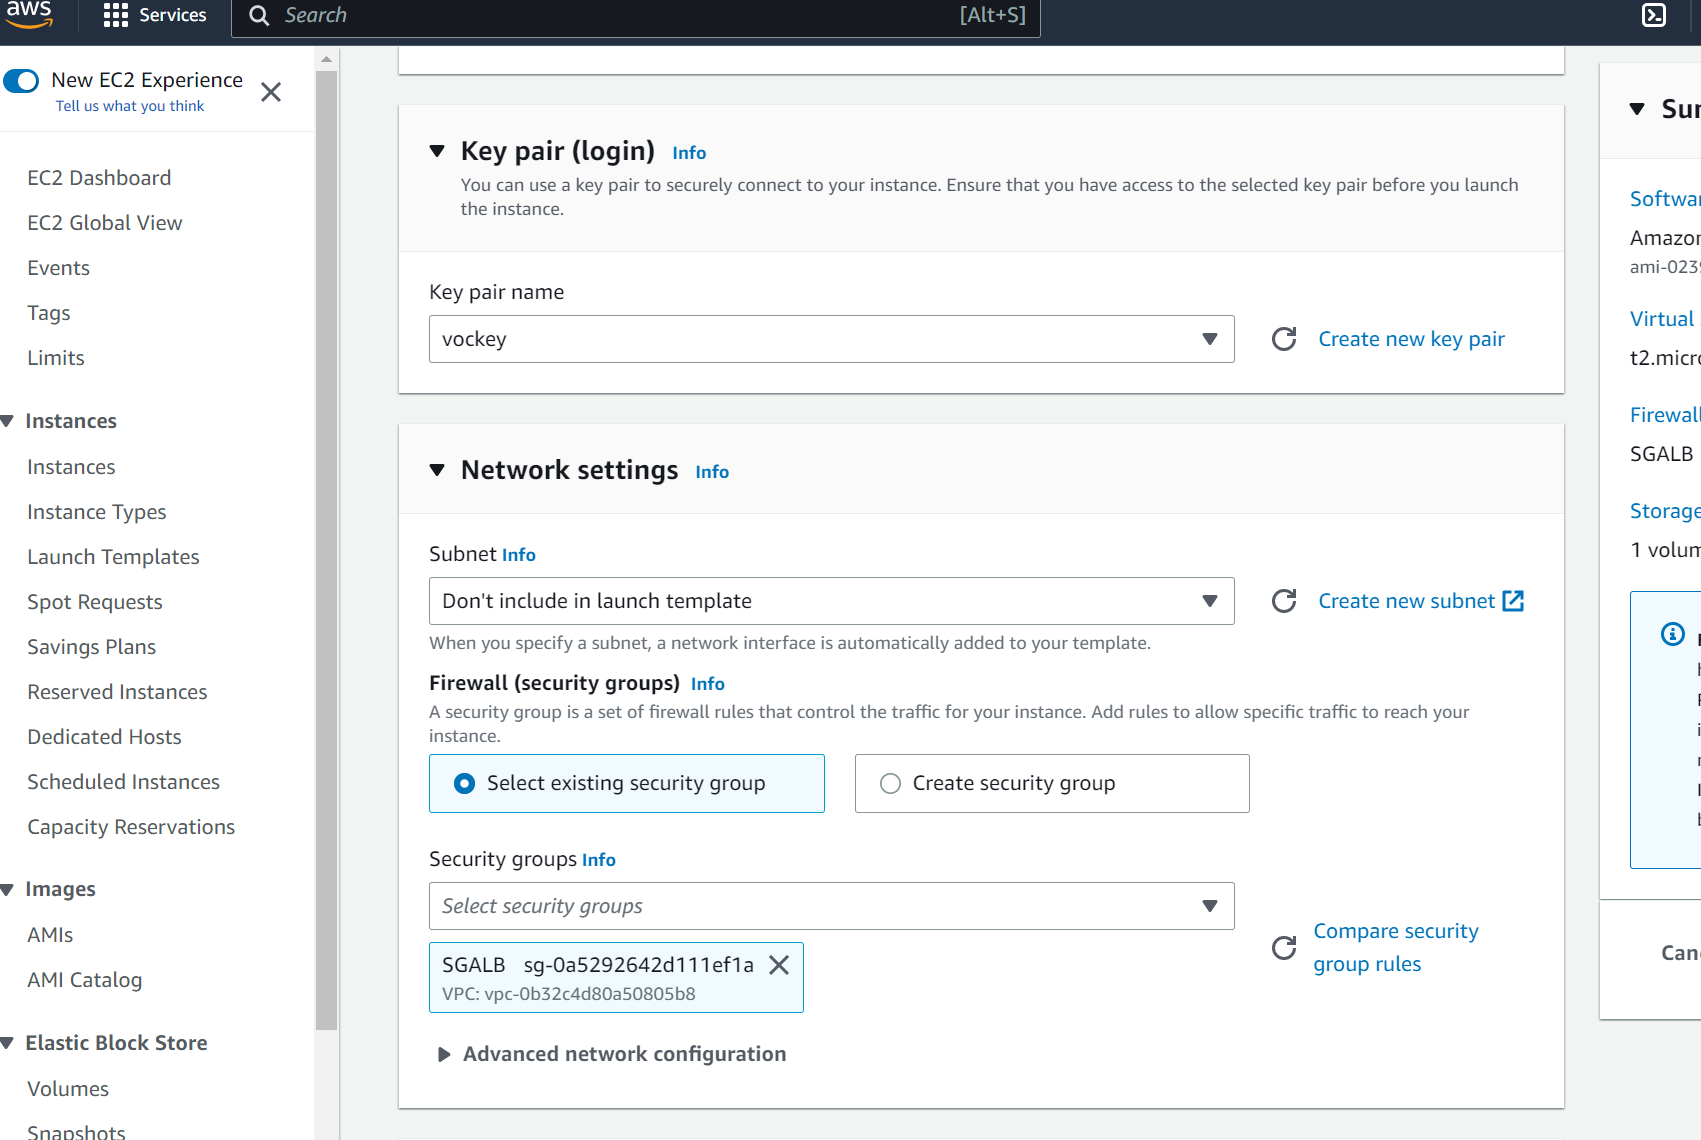 aws
Services
Search
[Alt+S]
New EC2 Experience
Tell us what you think
EC2 Dashboard
EC2 Global View
Events
Tags
Limits
Instances
Instances
Instance Types
Launch Templates
Spot Requests
Savings Plans
Reserved Instances
Dedicated Hosts
Scheduled Instances
Capacity Reservations
Images
AMIs
AMI Catalog
Elastic Block Store
Volumes
Snapshots
Key pair (login) Info
You can use a key pair to securely connect to your instance. Ensure that you have access to the selected key pair before you launch
the instance.
Key pair name
vockey
Create new key pair
Network settings Info
Subnet Info
Don't include in launch template
Create new subnet
When you specify a subnet, a network interface is automatically added to your template.
Firewall (security groups) Info
A security group is a set of firewall rules that control the traffic for your instance. Add rules to allow specific traffic to reach your
instance.
Select existing security group
Create security group
Security groups Info
Select security groups
Compare security
group rules
SGALB sg-0a5292642d111ef1a
VPC: vpc-0b32c4d80a50805b8
Advanced network configuration
Sum
Softwar
Amazon
ami-0239
Virtual
t2.micro
Firewall
SGALB
Storage
1 volum
Canc